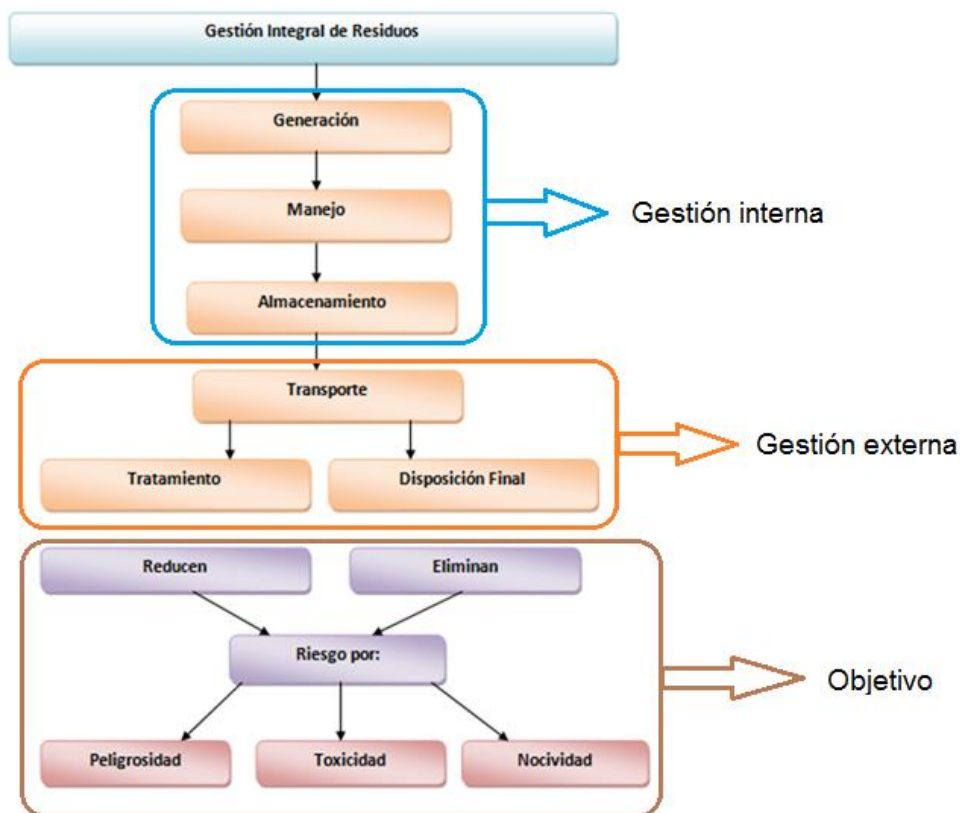 Gestión Integral de Residuos
Generación
Manejo
Gestión interna
Almacenamiento
Transporte
Gestión externa
Tratamiento
Disposición Final
Reducen
Eliminan
Riesgo por:
Objetivo
Peligrosidad
Toxicidad
Nocividad